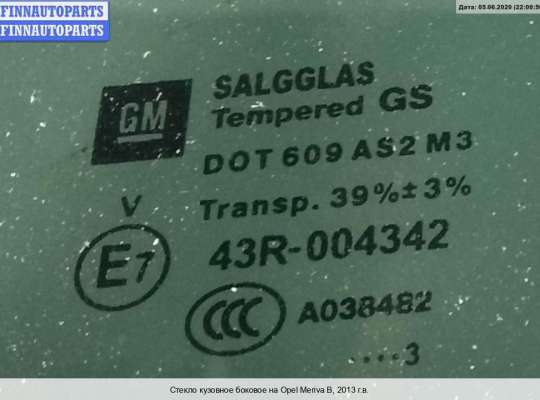 FINNAUTOPARTS
FINNAUTOPARTS
Дата: 05.06.2020 (22:00:5
GM
SALGGLAS
Tempered GS
DOT 609 AS2 M3
V
Transp. 39%±3%
E7
43R-004342
CCC
A038482
....3
Стекло кузовное боковое на Opel Meriva B, 2013 г.в.